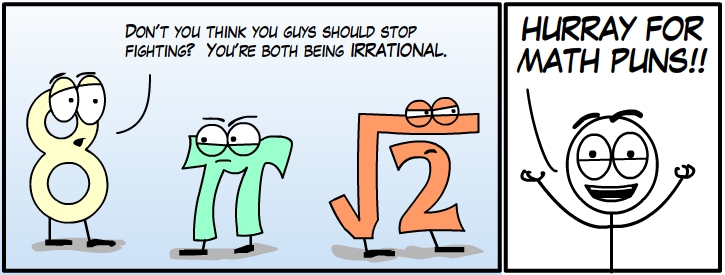 DON'T YOU THINK YOU GUYS SHOULD STOP
FIGHTING? YOU'RE BOTH BEING IRRATIONAL.
8
π
√2
HURRAY FOR
MATH PUNS!!